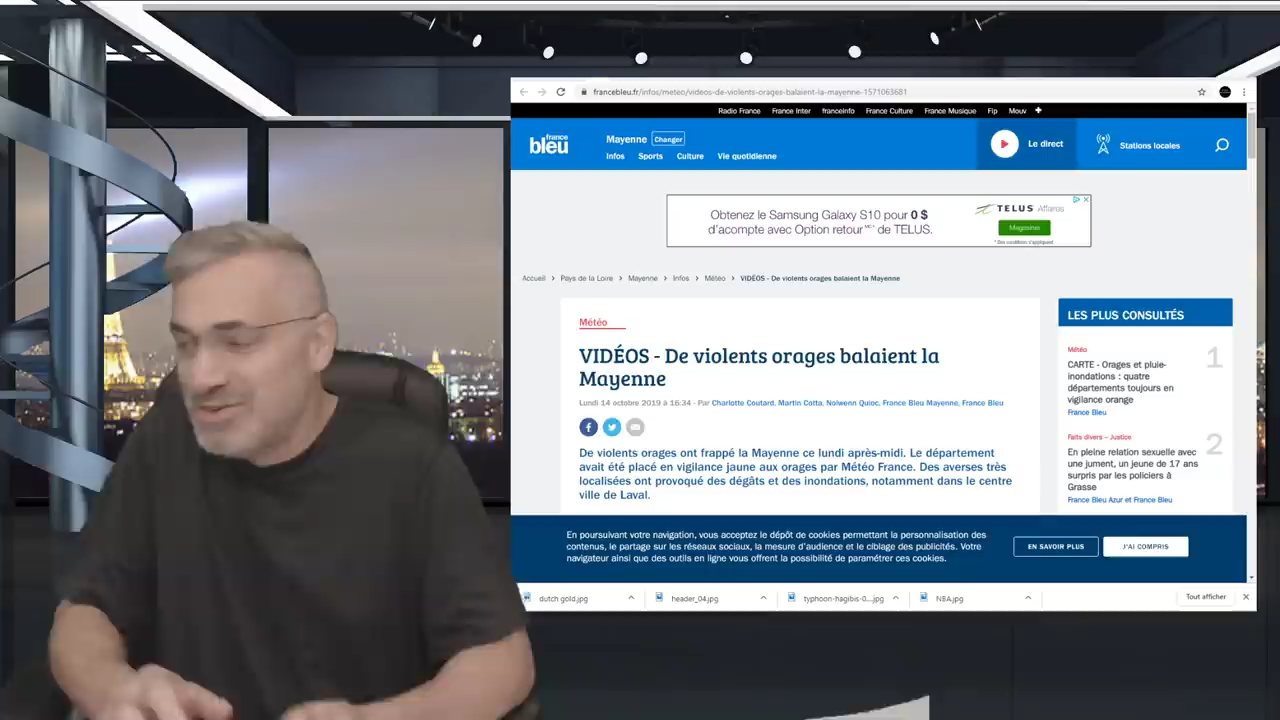 francebleu.fr/infos/meteo/videos-de-violents-orages-balaient-la-mayenne-1571063681
Radio France France Inter franceinfo France Culture France Musique Fip Mouv
france
bleu
Mayenne Changer
Infos Sports Culture Vie quotidienne
Le direct
Stations locales
Obtenez le Samsung Galaxy S10 pour 0 $
d'acompte avec Option retour MC* de TELUS.
TELUS Affaires
Magasiner
* Des conditions s'appliquent
Accueil > Pays de la Loire > Mayenne > Infos > Météo > VIDÉOS - De violents orages balaient la Mayenne
Météo
VIDÉOS - De violents orages balaient la
Mayenne
Lundi 14 octobre 2019 à 16:34 - Par Charlotte Coutard, Martin Cotta, Nolwenn Quioc, France Bleu Mayenne, France Bleu
De violents orages ont frappé la Mayenne ce lundi après-midi. Le département
avait été placé en vigilance jaune aux orages par Météo France. Des averses très
localisées ont provoqué des dégâts et des inondations, notamment dans le centre
ville de Laval.
LES PLUS CONSULTÉS
Météo
1
CARTE - Orages et pluie-
inondations : quatre
départements toujours en
vigilance orange
France Bleu
Faits divers – Justice
2
En pleine relation sexuelle avec
une jument, un jeune de 17 ans
surpris par les policiers à
Grasse
France Bleu Azur et France Bleu
En poursuivant votre navigation, vous acceptez le dépôt de cookies permettant la personnalisation des
contenus, le partage sur les réseaux sociaux, la mesure d'audience et le ciblage des publicités. Votre
navigateur ainsi que des outils en ligne vous offrent la possibilité de paramétrer ces cookies.
EN SAVOIR PLUS
J'AI COMPRIS
dutch gold.jpg
header_04.jpg
typhoon-hagibis-0....jpg
NBA.jpg
Tout afficher